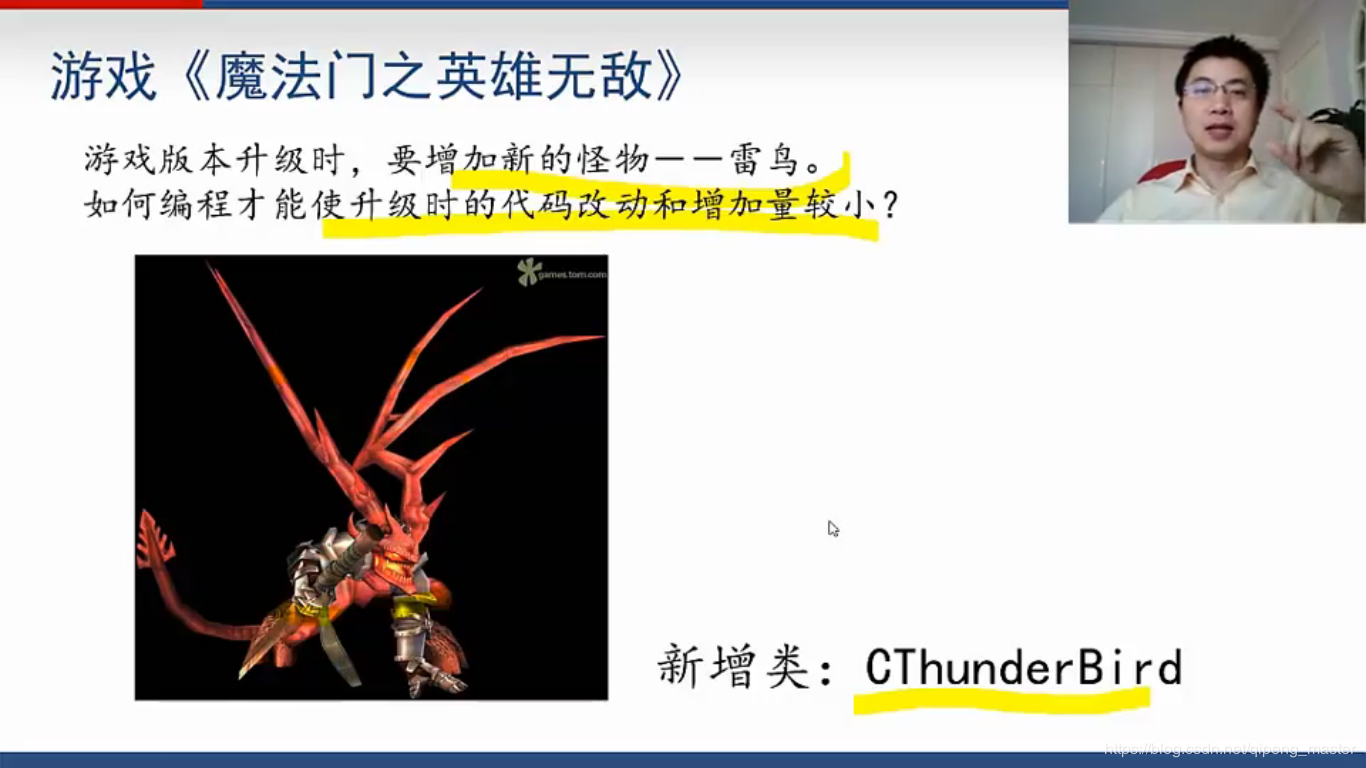 游戏《魔法门之英雄无敌》
游戏版本升级时，要增加新的怪物－－雷鸟。
如何编程才能使升级时的代码改动和增加量较小？
games.tom.com
新增类：CThunderBird
https://blog.csdn.net/qipeng_master